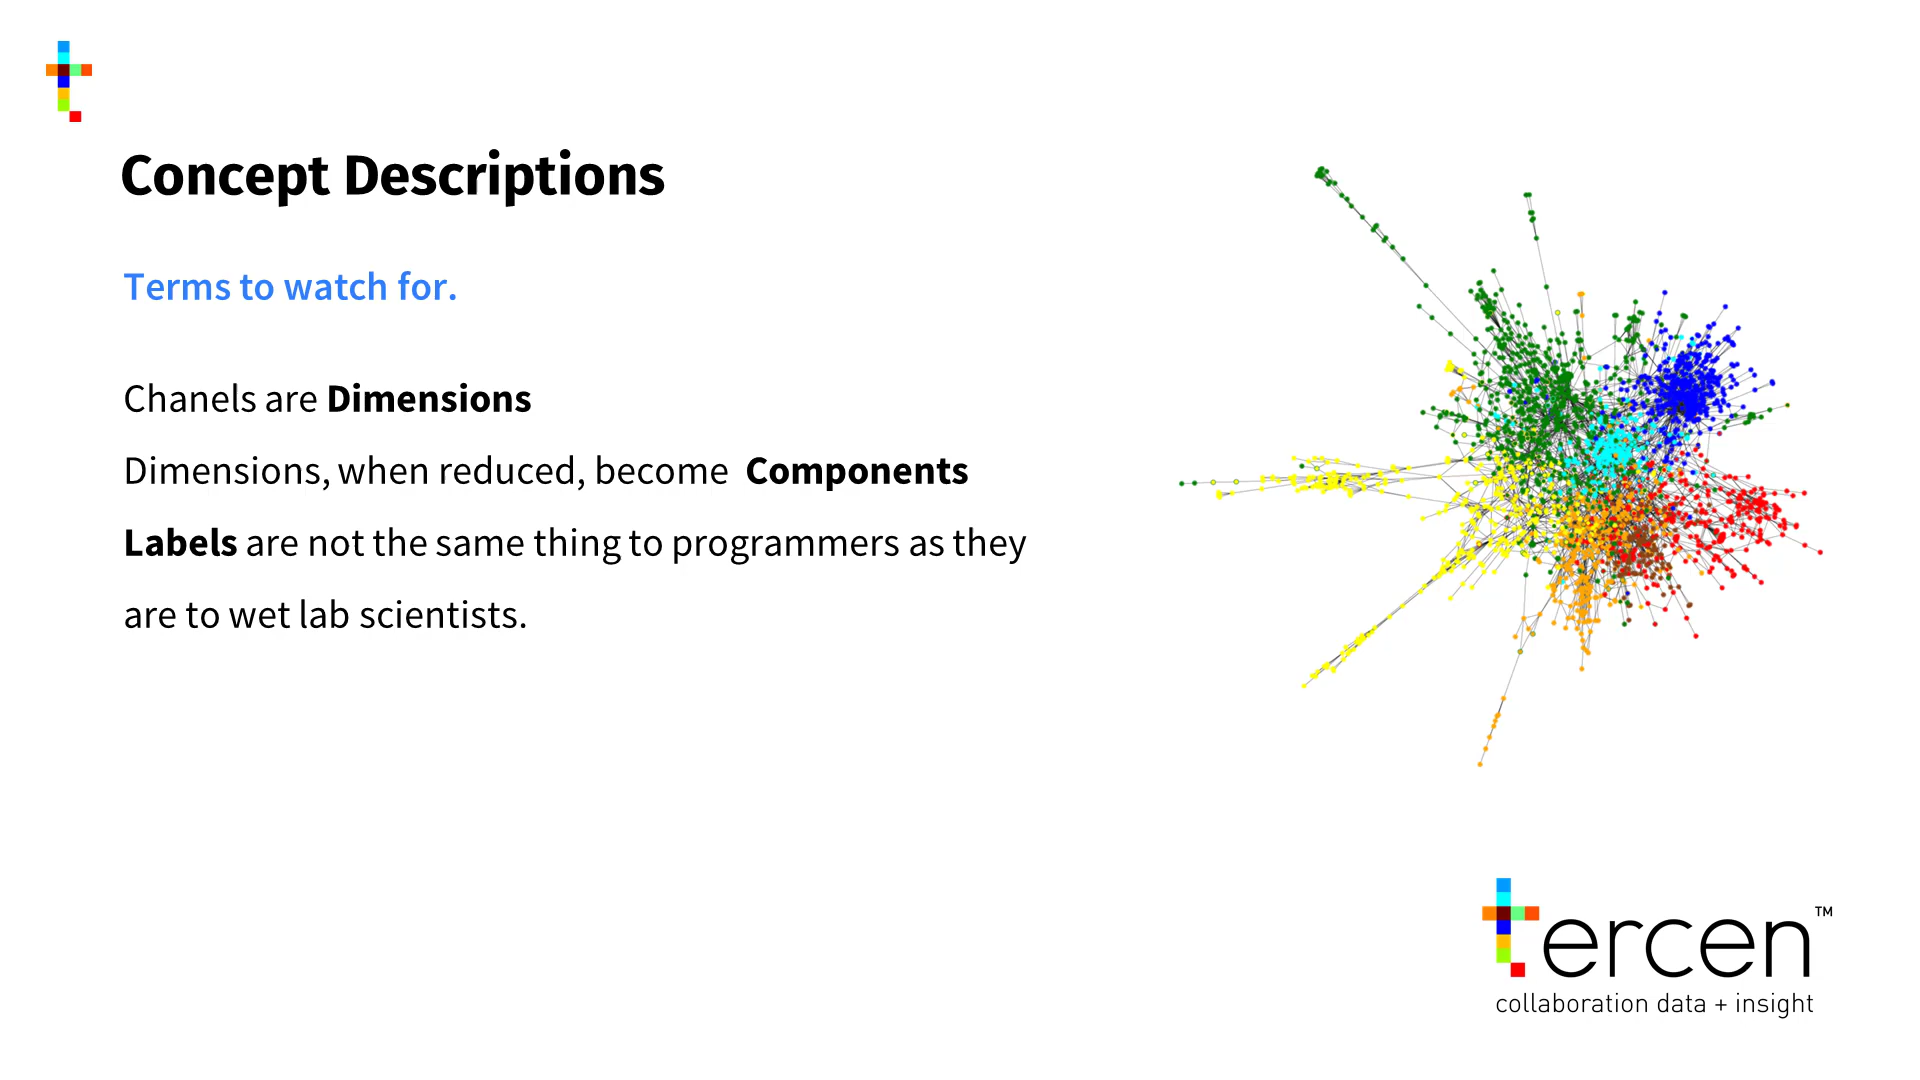 Concept Descriptions
Terms to watch for.
Chanels are Dimensions
Dimensions, when reduced, become Components
Labels are not the same thing to programmers as they
are to wet lab scientists.
tercen™
collaboration data + insight